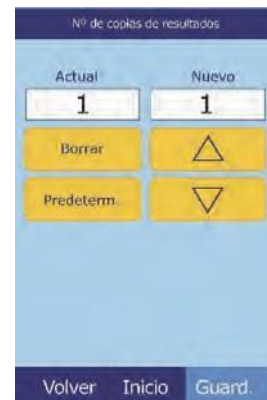 Nº de copias de resultados
Actual Nuevo
1 1
Borrar
Predeterm.
Volver Inicio Guard.